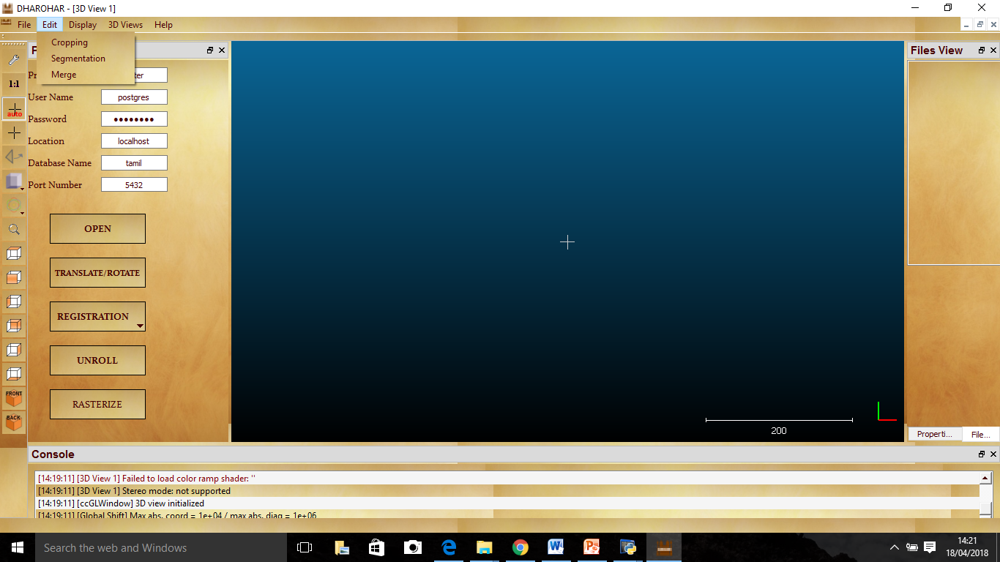 DHAROHAR - [3D View 1]
File Edit Display 3D Views Help
Cropping
Segmentation
Merge
Files View
1:1
auto
User Name postgres
Password ●●●●●●●●
Location localhost
Database Name tamil
Port Number 5432
OPEN
TRANSLATE/ROTATE
REGISTRATION
UNROLL
RASTERIZE
FRONT
BACK
200
Properti... File...
Console
[14:19:11] [3D View 1] Failed to load color ramp shader: ''
[14:19:11] [3D View 1] Stereo mode: not supported
[14:19:11] [ccGLWindow] 3D view initialized
[14:19:11] [Global Shift] Max abs. coord = 1e+04 / max abs. diag = 1e+06
Search the web and Windows
14:21
18/04/2018